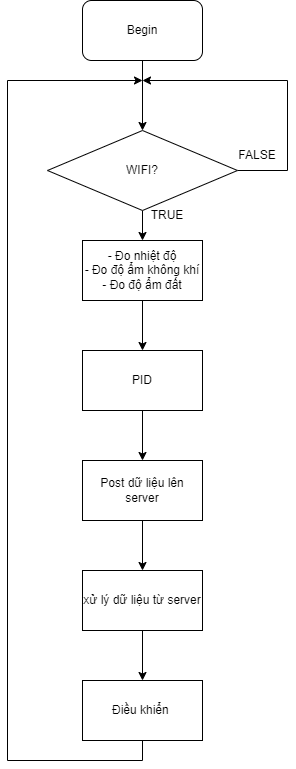 Begin
WIFI?
FALSE
TRUE
- Đo nhiệt độ
- Đo độ ẩm không khí
- Đo độ ẩm đất
PID
Post dữ liệu lên
server
xử lý dữ liệu từ server
Điều khiển